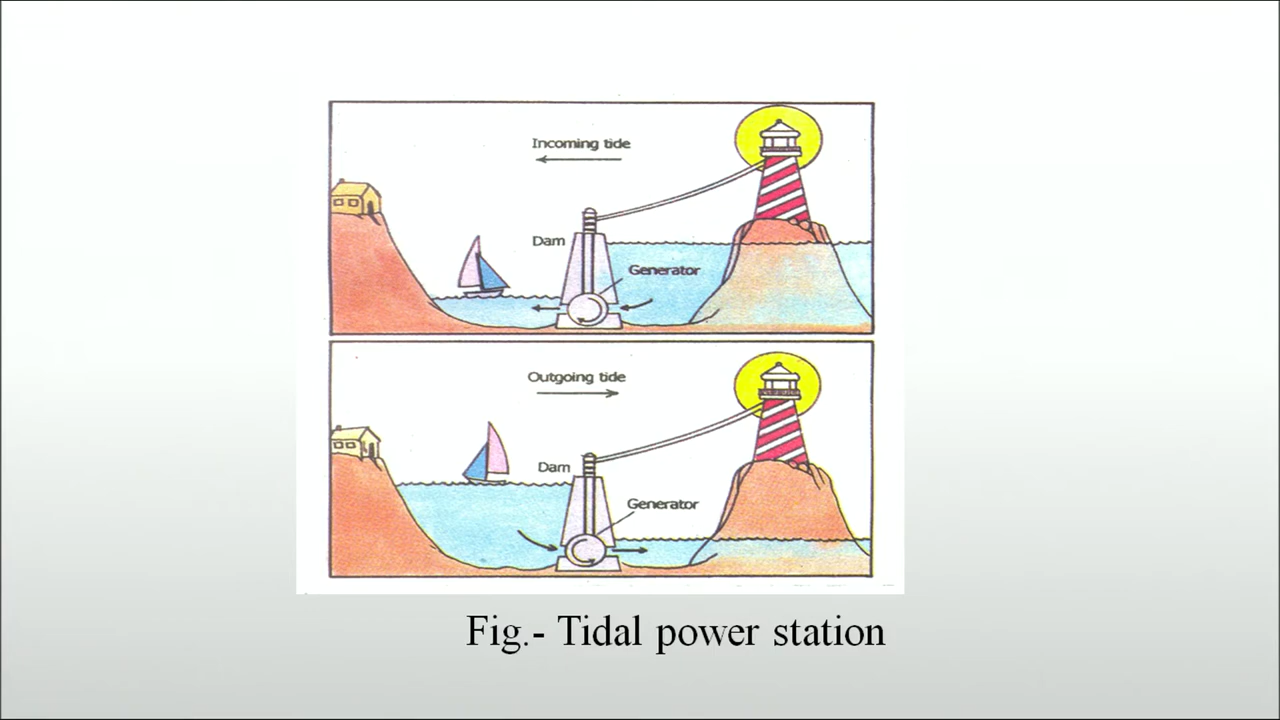 Incoming tide
Dam
Generator
Outgoing tide
Dam
Generator
Fig.- Tidal power station